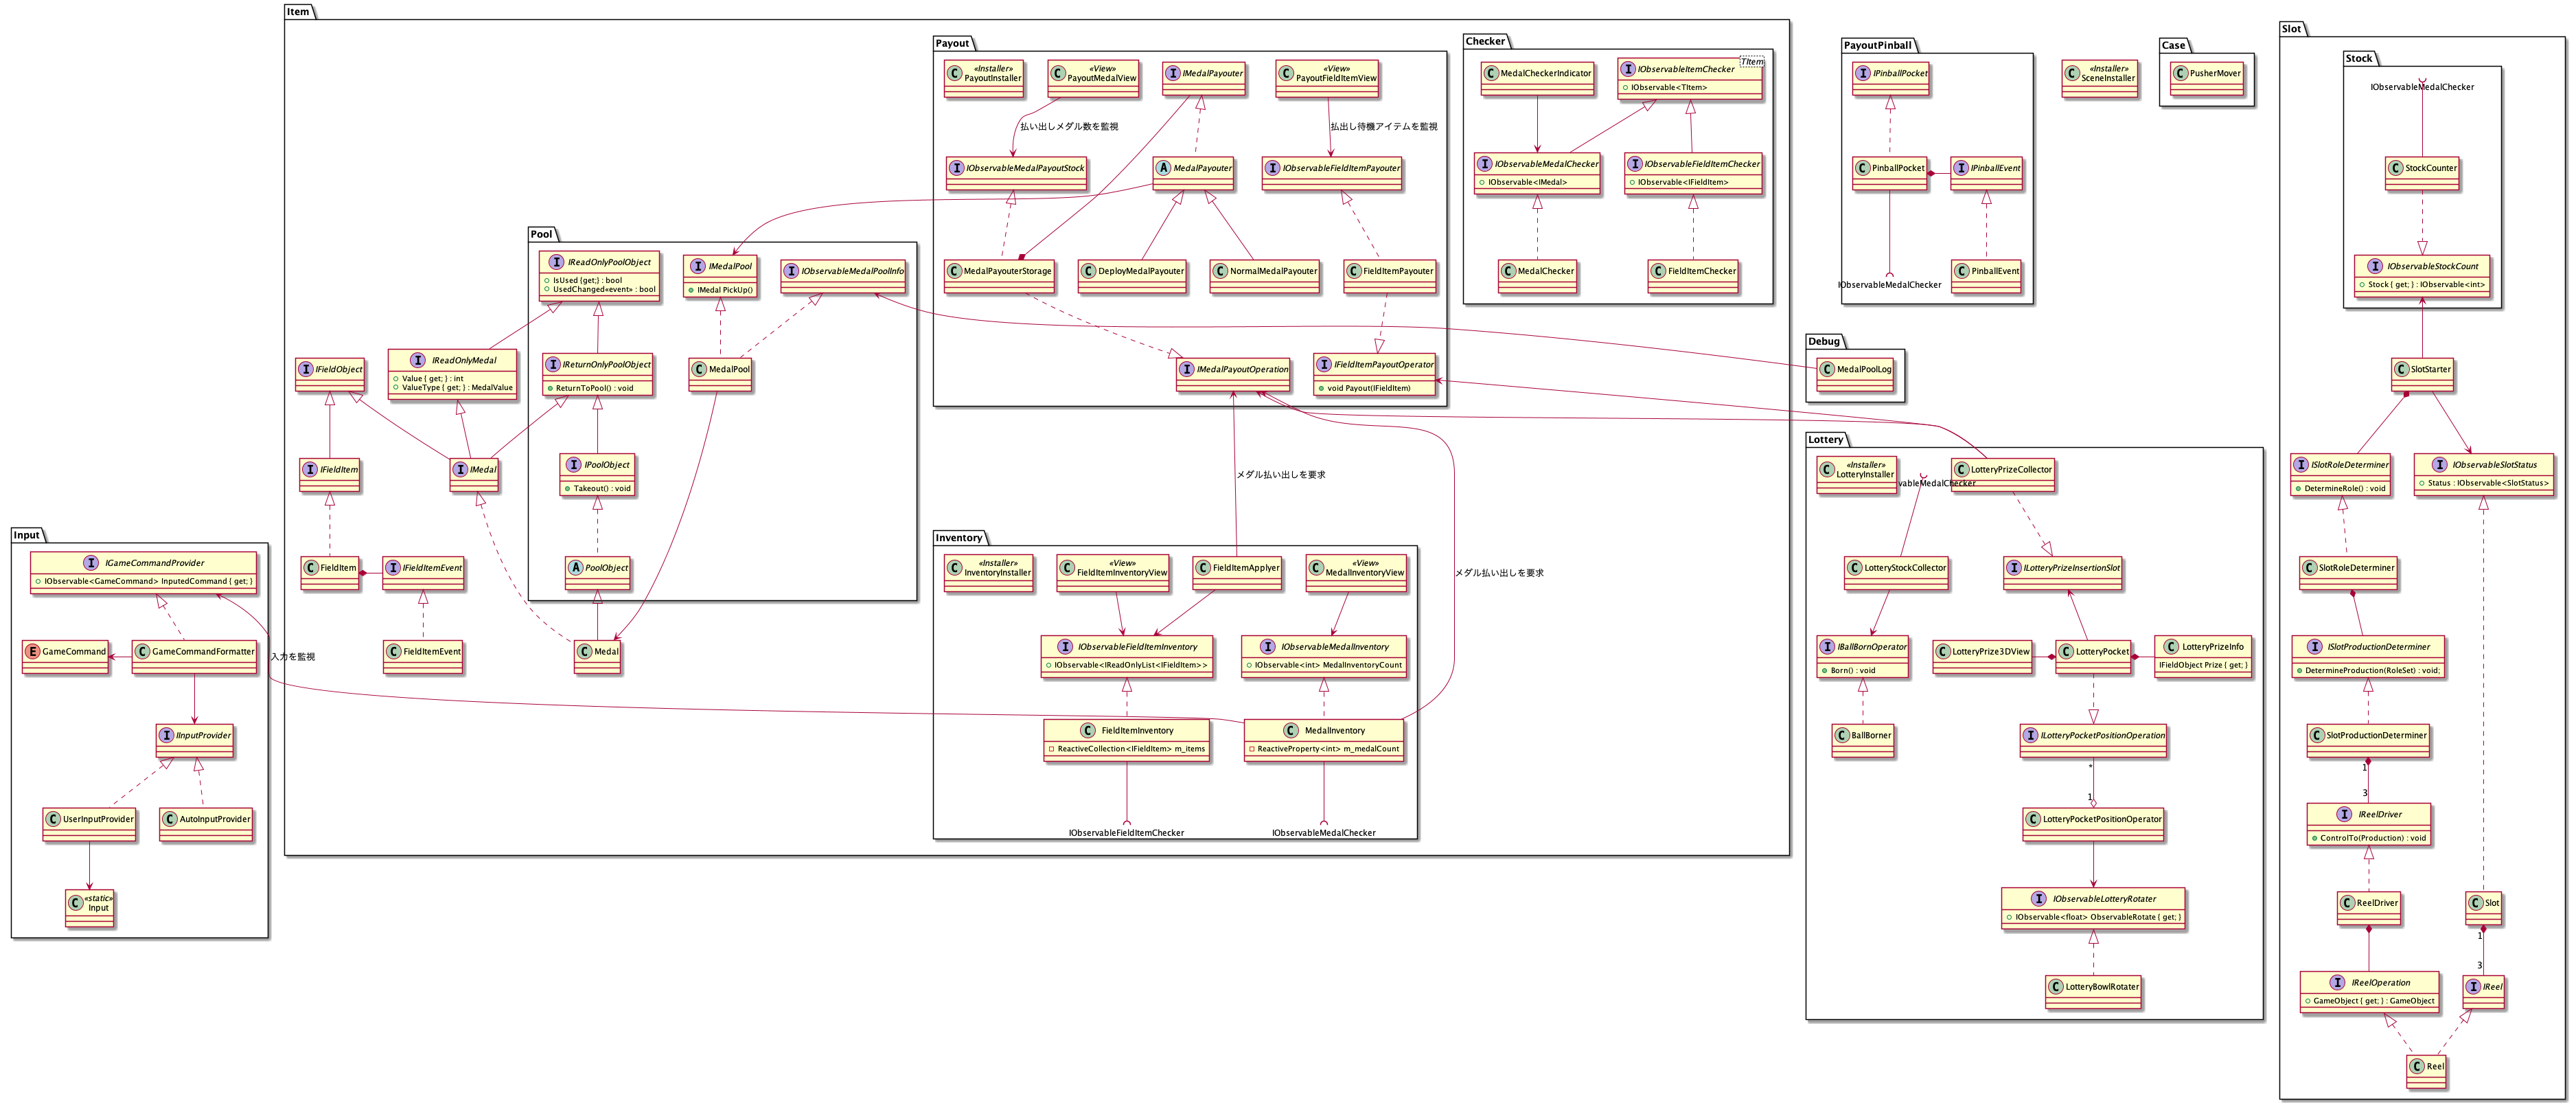 Item
Payout
«Installer»
PayoutInstaller
«View»
PayoutMedalView
IMedalPayouter
«View»
PayoutFieldItemView
払い出しメダル数を監視
払出し待機アイテムを監視
IObservableMedalPayoutStock
MedalPayouter
IObservableFieldItemPayouter
MedalPayouterStorage
DeployMedalPayouter
NormalMedalPayouter
FieldItemPayouter
IMedalPayoutOperation
IFieldItemPayoutOperator
void Payout(IFieldItem)
Checker
MedalCheckerIndicator
IObservableItemChecker
TItem
IObservable<TItem>
IObservableMedalChecker
IObservable<IMedal>
IObservableFieldItemChecker
IObservable<IFieldItem>
MedalChecker
FieldItemChecker
Pool
IReadOnlyPoolObject
IsUsed {get;} : bool
UsedChanged«event» : bool
IMedalPool
IMedal PickUp()
IObservableMedalPoolInfo
IReturnOnlyPoolObject
ReturnToPool() : void
MedalPool
IPoolObject
Takeout() : void
PoolObject
IFieldObject
IReadOnlyMedal
Value { get; } : int
ValueType { get; } : MedalValue
IFieldItem
IMedal
FieldItem
IFieldItemEvent
FieldItemEvent
Medal
メダル払い出しを要求
メダル払い出しを要求
Inventory
«Installer»
InventoryInstaller
«View»
FieldItemInventoryView
FieldItemApplyer
«View»
MedalInventoryView
IObservableFieldItemInventory
IObservable<IReadOnlyList<IFieldItem>>
IObservableMedalInventory
IObservable<int> MedalInventoryCount
FieldItemInventory
ReactiveCollection<IFieldItem> m_items
MedalInventory
ReactiveProperty<int> m_medalCount
IObservableFieldItemChecker
IObservableMedalChecker
Input
IGameCommandProvider
IObservable<GameCommand> InputedCommand { get; }
GameCommand
GameCommandFormatter
入力を監視
IInputProvider
UserInputProvider
AutoInputProvider
«static»
Input
PayoutPinball
IPinballPocket
PinballPocket
IPinballEvent
IObservableMedalChecker
PinballEvent
«Installer»
SceneInstaller
Case
PusherMover
Debug
MedalPoolLog
Lottery
«Installer»
LotteryInstaller
vableMedalChecker
LotteryPrizeCollector
LotteryStockCollector
ILotteryPrizeInsertionSlot
IBallBornOperator
Born() : void
LotteryPrize3DView
LotteryPocket
LotteryPrizeInfo
IFieldObject Prize { get; }
BallBorner
ILotteryPocketPositionOperation
*
1
LotteryPocketPositionOperator
IObservableLotteryRotater
IObservable<float> ObservableRotate { get; }
LotteryBowlRotater
Slot
Stock
IObservableMedalChecker
StockCounter
IObservableStockCount
Stock { get; } : IObservable<int>
SlotStarter
ISlotRoleDeterminer
DetermineRole() : void
IObservableSlotStatus
Status : IObservable<SlotStatus>
SlotRoleDeterminer
ISlotProductionDeterminer
DetermineProduction(RoleSet) : void;
SlotProductionDeterminer
1
3
IReelDriver
ControlTo(Production) : void
ReelDriver
Slot
1
3
IReelOperation
GameObject { get; } : GameObject
IReel
Reel